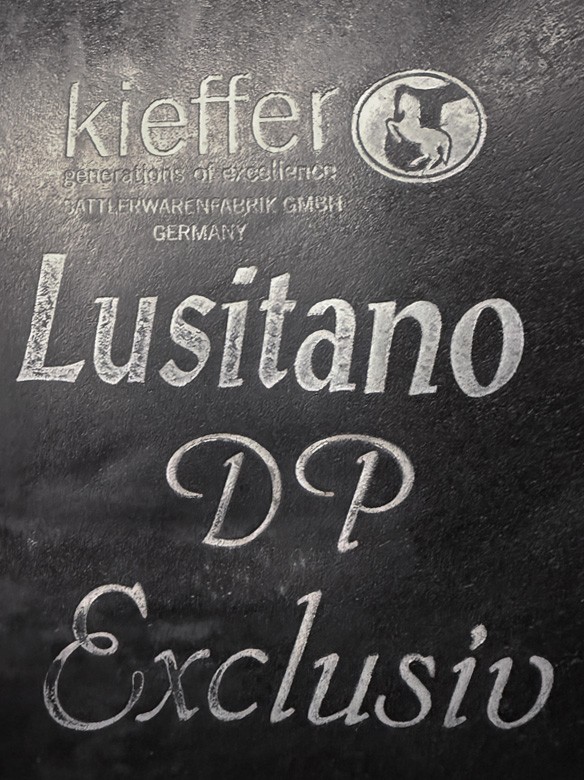 kieffer
generations of excellence
SATTLERWARENFABRIK GMBH
GERMANY
Lusitano
DP
Exclusiv